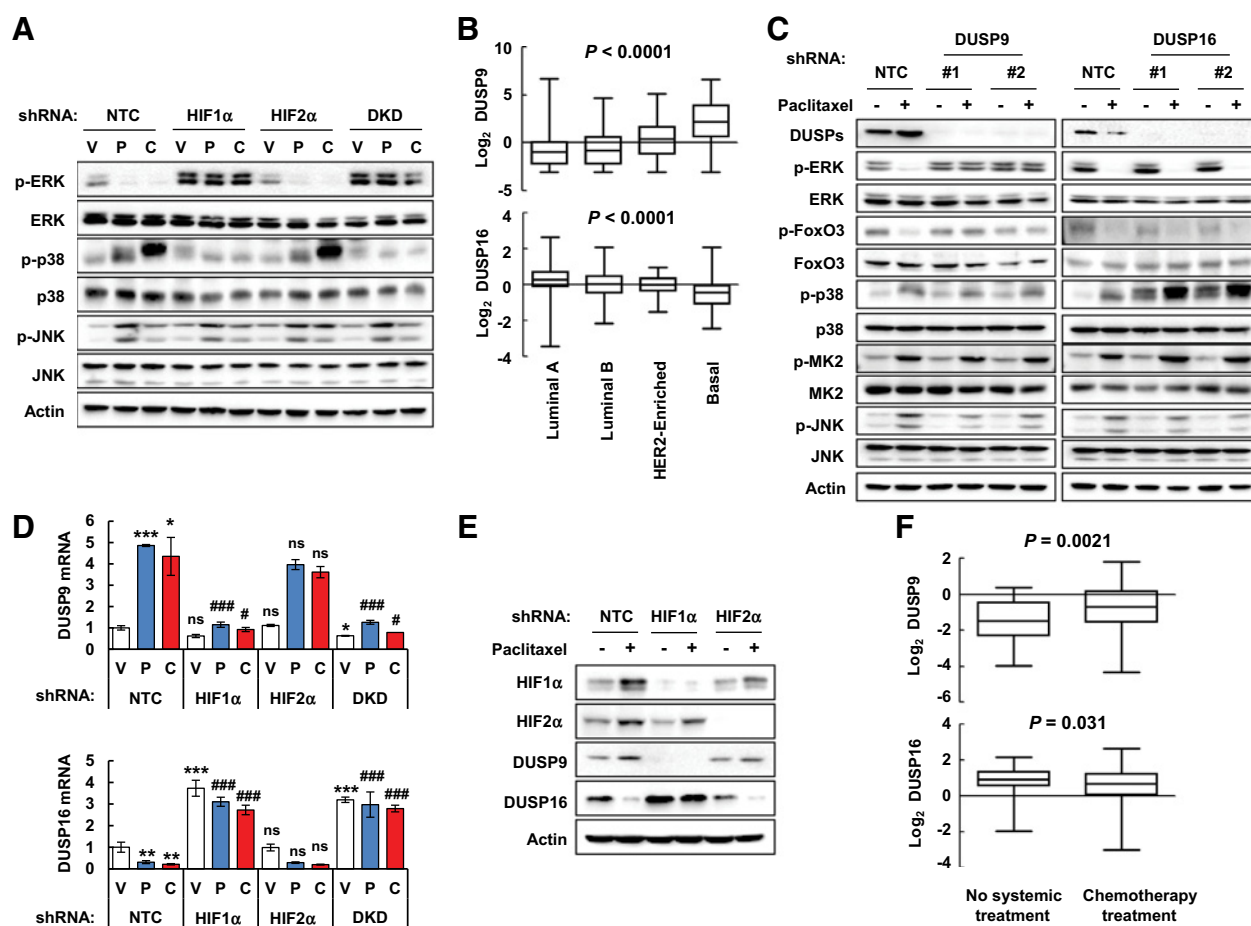 A
shRNA: NTC HIF1α HIF2α DKD
V P C V P C V P C V P C
p-ERK
ERK
p-p38
p38
p-JNK
JNK
Actin
B
P < 0.0001
Log2 DUSP9
10
5
0
-5
10
P < 0.0001
Log2 DUSP16
4
2
0
-2
-4
Luminal A
Luminal B
HER2-Enriched
Basal
C
DUSP9 DUSP16
shRNA: NTC #1 #2 NTC #1 #2
Paclitaxel - + - + - + - + - + - +
DUSPs
p-ERK
ERK
p-FoxO3
FoxO3
p-p38
p38
p-MK2
MK2
p-JNK
JNK
Actin
D
DUSP9 mRNA
6
5
4
3
2
1
0
*** * ns ### # ns ns ns * ### #
V P C V P C V P C V P C
shRNA: NTC HIF1α HIF2α DKD
DUSP16 mRNA
5
4
3
2
1
0
** ** *** ### ### ns ns ns *** ### ###
V P C V P C V P C V P C
shRNA: NTC HIF1α HIF2α DKD
E
shRNA: NTC HIF1α HIF2α
Paclitaxel - + - + - +
HIF1α
HIF2α
DUSP9
DUSP16
Actin
F
P = 0.0021
Log2 DUSP9
2
0
-2
-4
-6
P = 0.031
Log2 DUSP16
4
2
0
-2
-4
No systemic treatment
Chemotherapy treatment